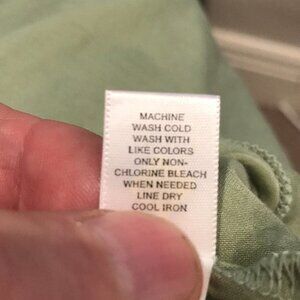 MACHINE
WASH COLD
WASH WITH
LIKE COLORS
ONLY NON-
CHLORINE BLEACH
WHEN NEEDED
LINE DRY
COOL IRON